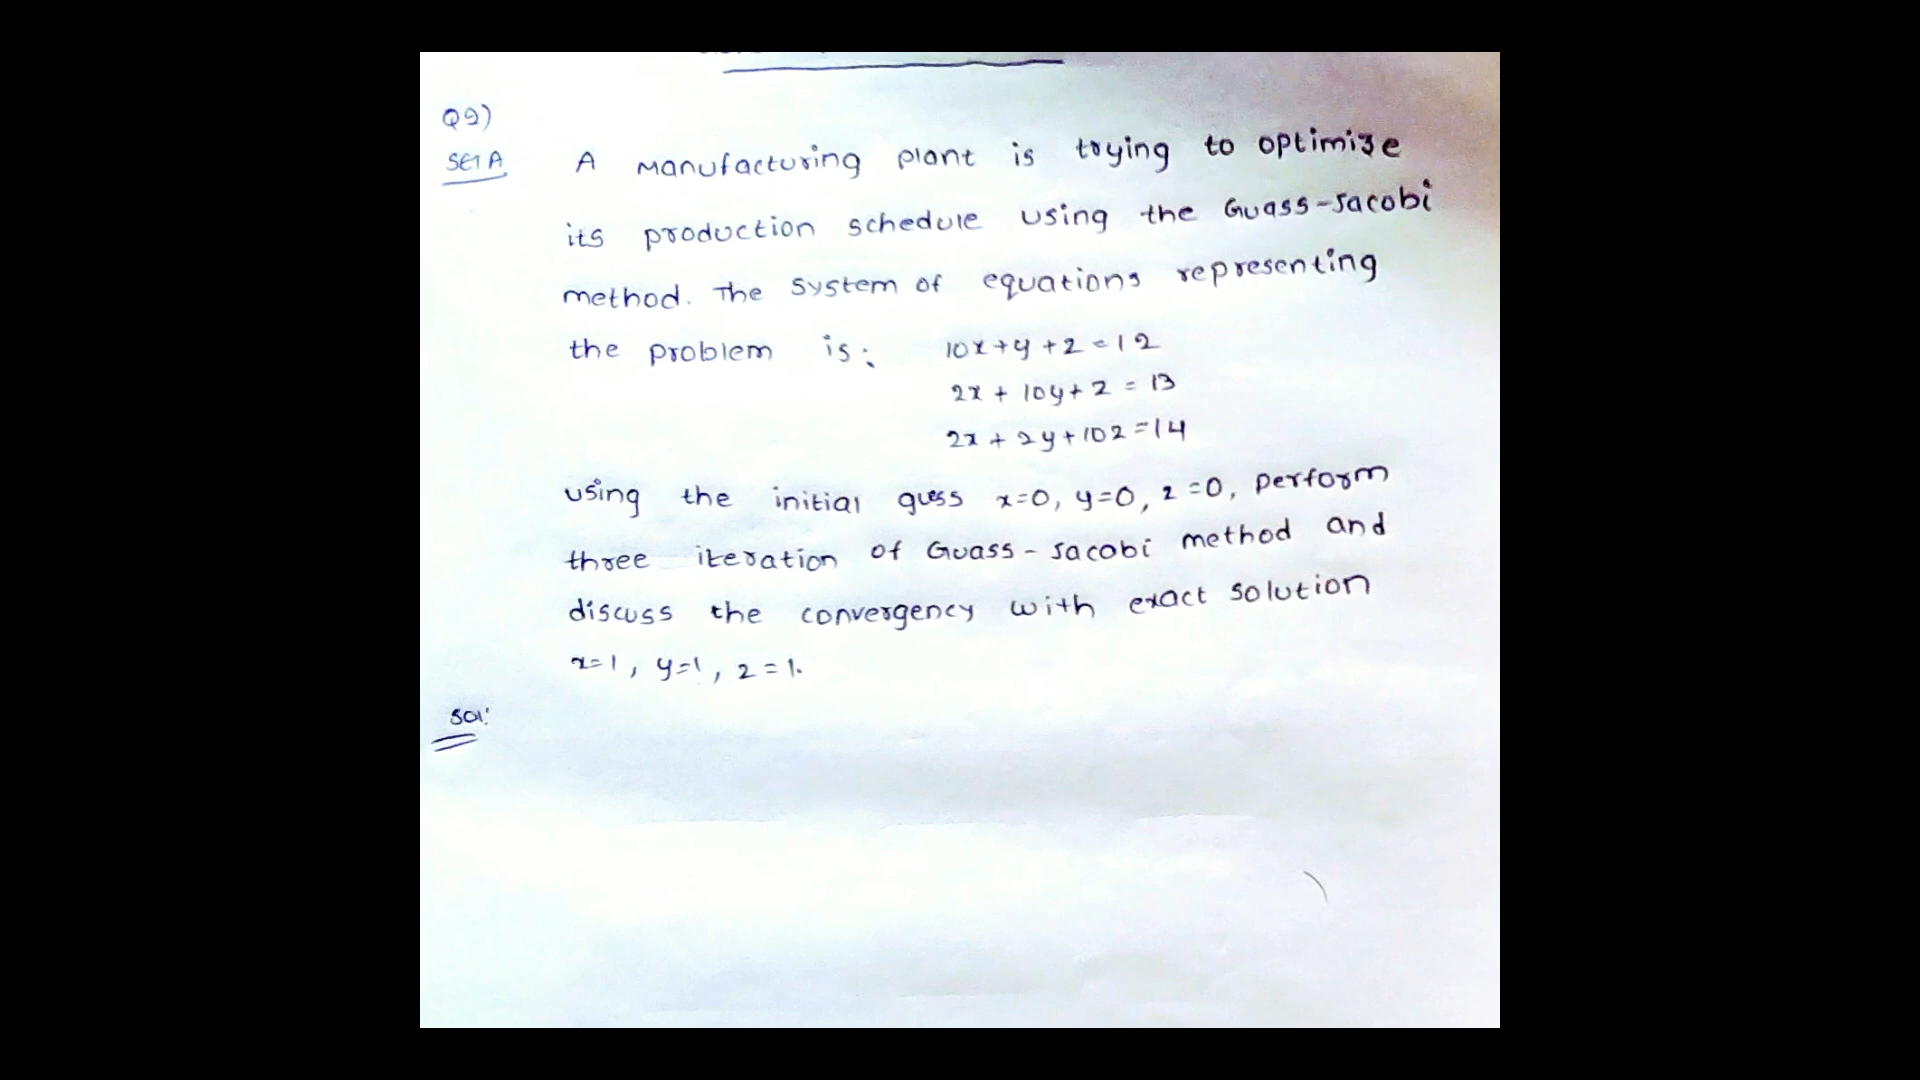 Q9)
SET A A manufacturing plant is trying to optimize
its production schedule using the Guass-Jacobi
method. The system of equations representing
the problem is: 10x+y+z=12
2x + 10y+z = 13
2x + 2y+10z=14
using the initial guess x=0, y=0, z=0, perform
three iteration of Guass-Jacobi method and
discuss the convergency with exact solution
x=1, y=1, z=1.
Sol: